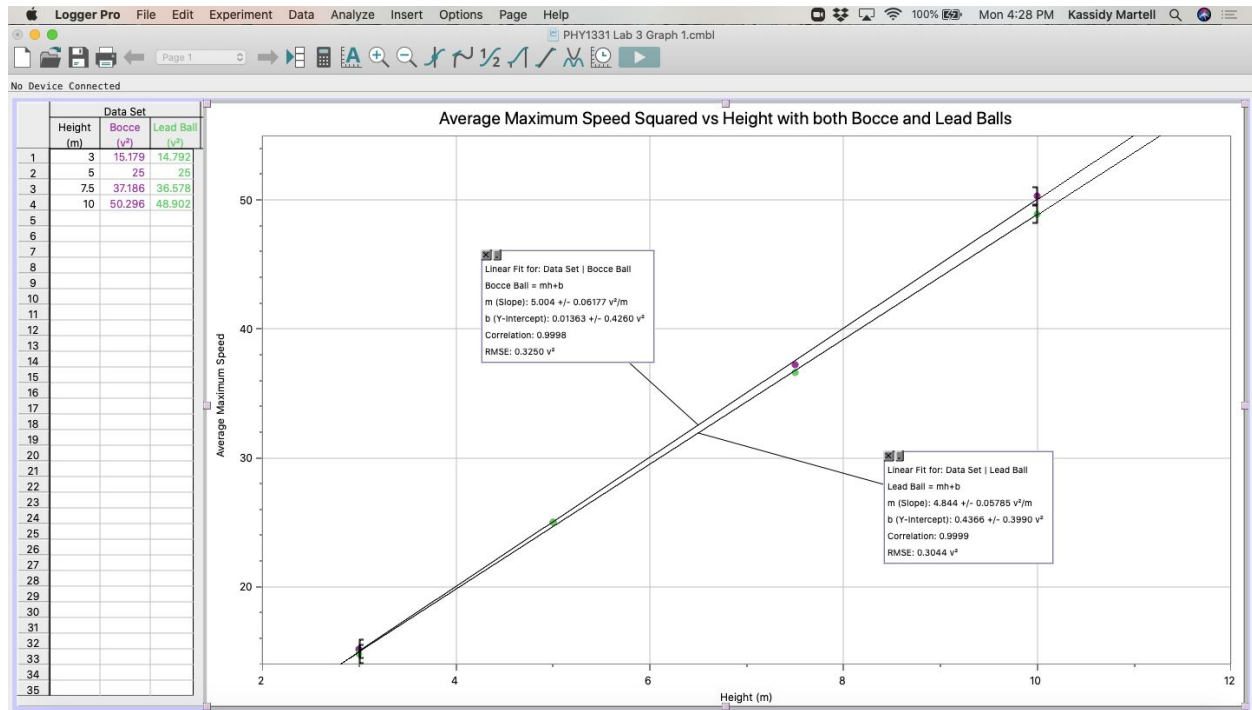 Logger Pro File Edit Experiment Data Analyze Insert Options Page Help 100% Mon 4:28 PM Kassidy Martell
PHY1331 Lab 3 Graph 1.cmbl
Page 1
No Device Connected
Data Set
Height (m) Bocce (v²) Lead Ball (v²)
1 3 15.179 14.792
2 5 25 25
3 7.5 37.186 36.578
4 10 50.296 48.902
5
6
7
8
9
10
11
12
13
14
15
16
17
18
19
20
21
22
23
24
25
26
27
28
29
30
31
32
33
34
35
Average Maximum Speed Squared vs Height with both Bocce and Lead Balls
Average Maximum Speed
50
40
30
20
Linear Fit for: Data Set | Bocce Ball
Bocce Ball = mh+b
m (Slope): 5.004 +/- 0.06177 v²/m
b (Y-Intercept): 0.01363 +/- 0.4260 v²
Correlation: 0.9998
RMSE: 0.3250 v²
Linear Fit for: Data Set | Lead Ball
Lead Ball = mh+b
m (Slope): 4.844 +/- 0.05785 v²/m
b (Y-Intercept): 0.4366 +/- 0.3990 v²
Correlation: 0.9999
RMSE: 0.3044 v²
2 4 6 8 10 12
Height (m)